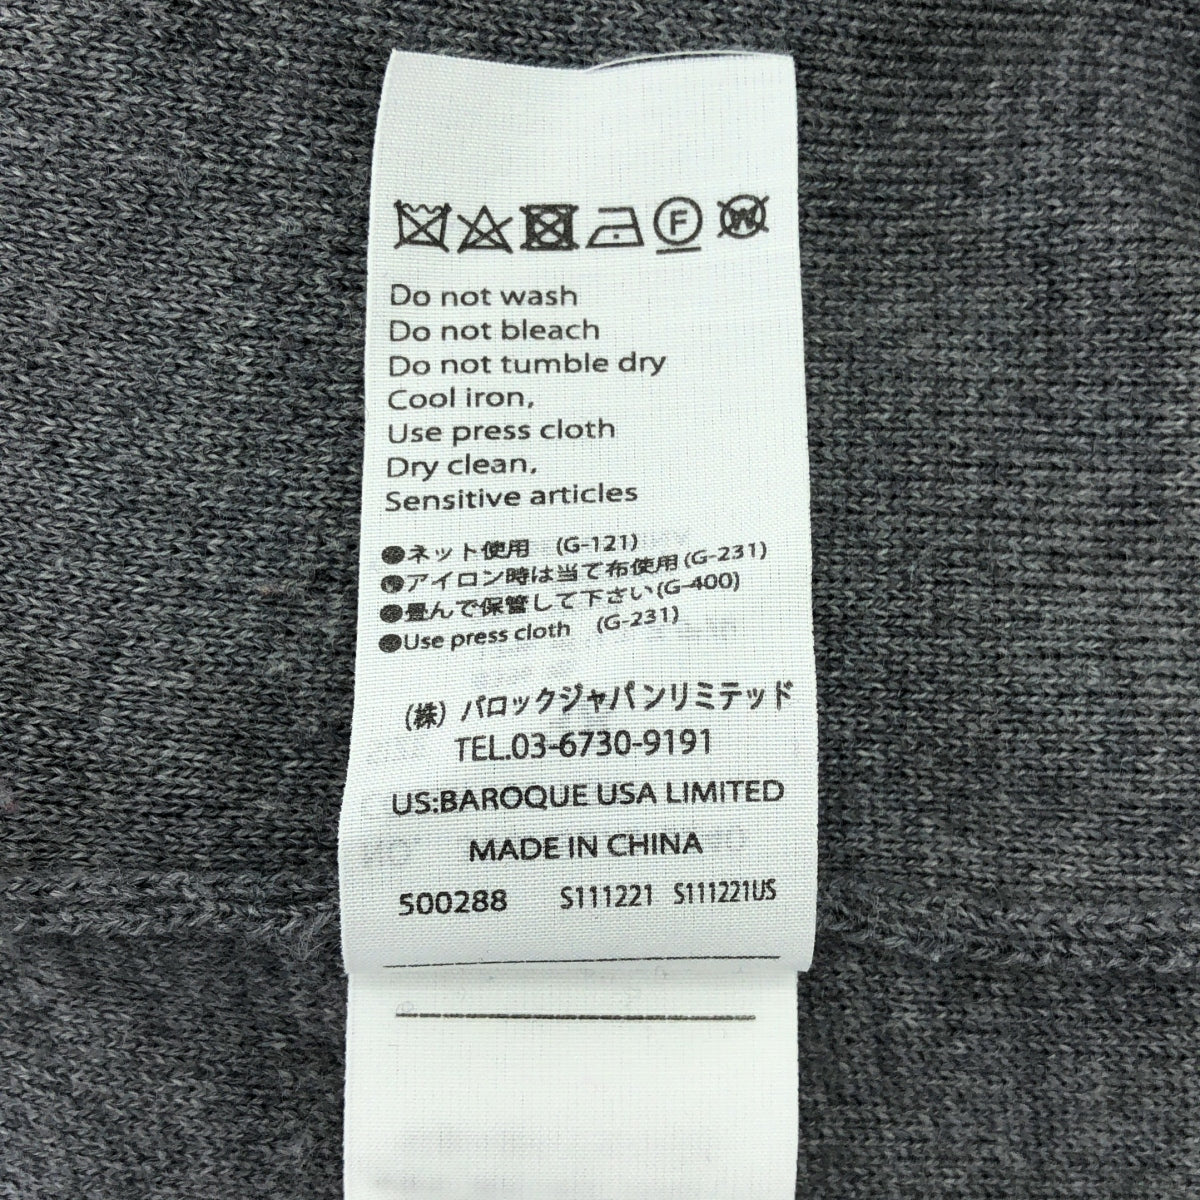 F W
Do not wash
Do not bleach
Do not tumble dry
Cool iron,
Use press cloth
Dry clean,
Sensitive articles
●ネット使用 (G-121)
●アイロン時は当て布使用 (G-231)
●畳んで保管して下さい (G-400)
●Use press cloth (G-231)
(株) バロックジャパンリミテッド
TEL.03-6730-9191
US:BAROQUE USA LIMITED
MADE IN CHINA
500288 S111221 S111221US